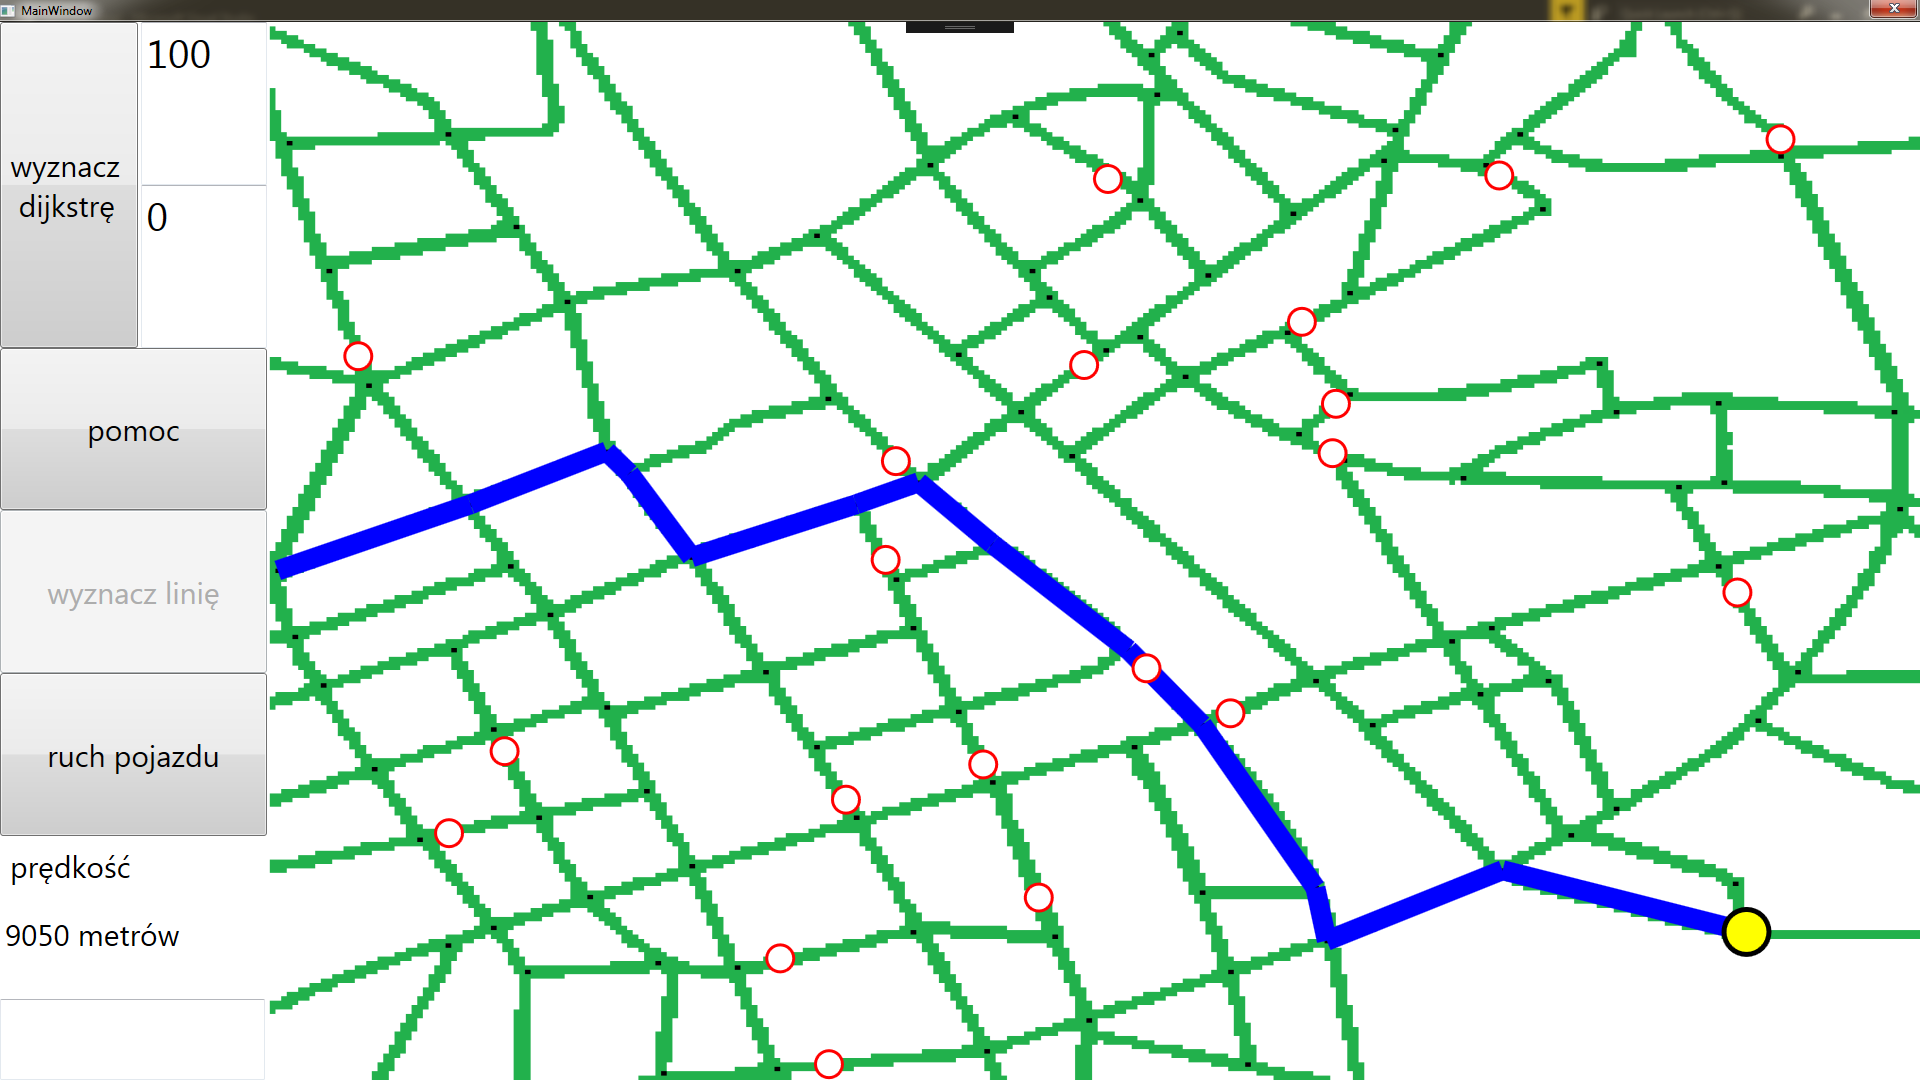 MainWindow
100
wyznacz
dijkstrę
0
pomoc
wyznacz linię
ruch pojazdu
prędkość
9050 metrów